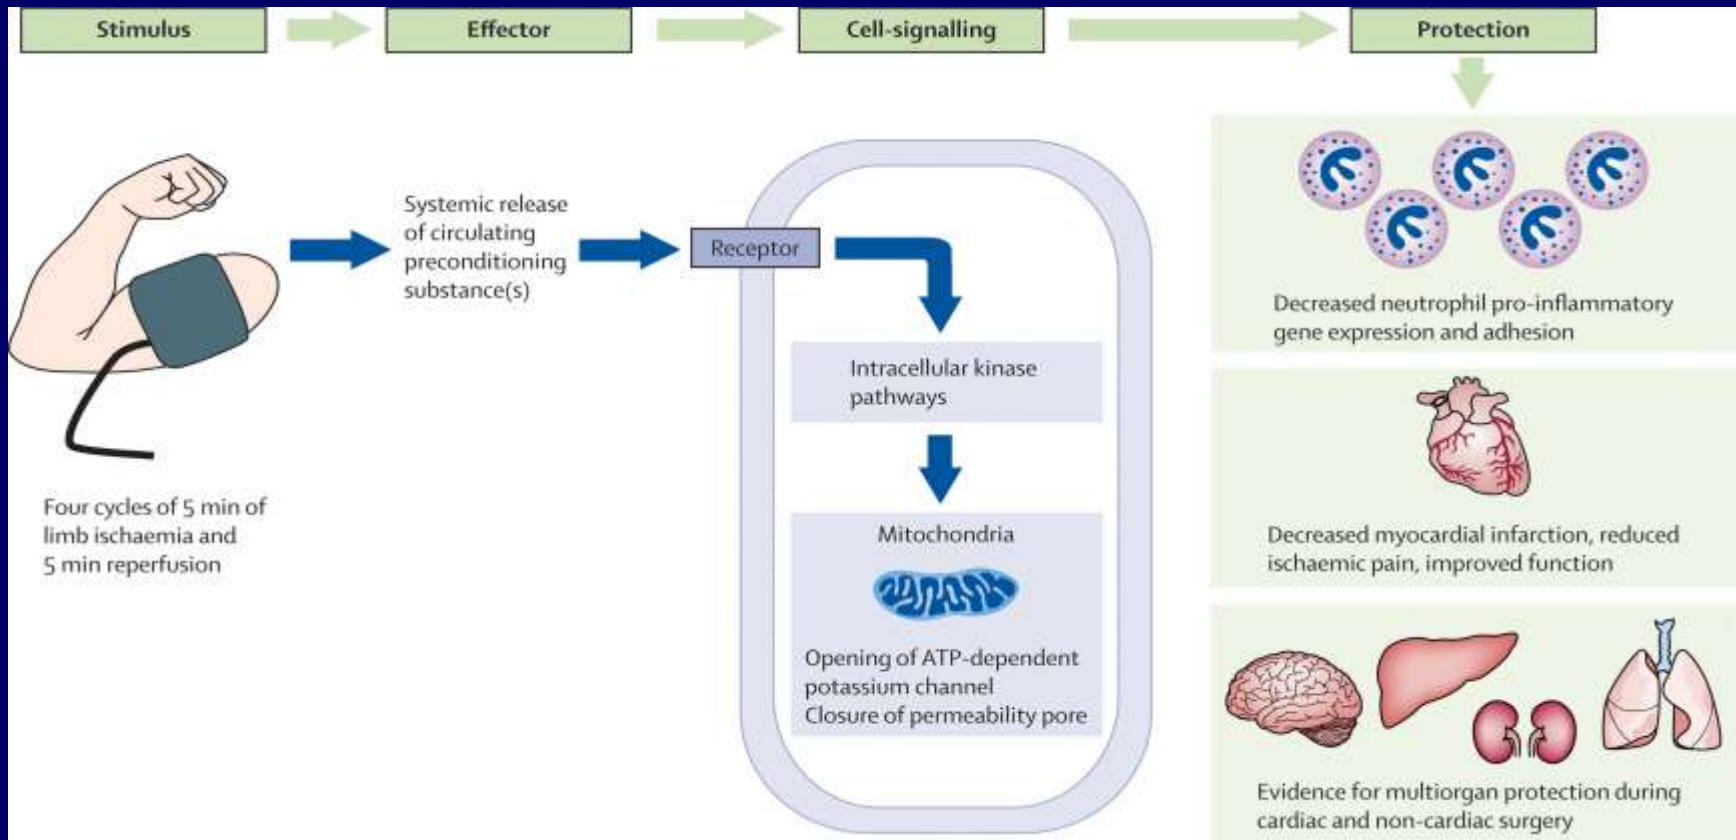 Stimulus
Effector
Cell-signalling
Protection
Four cycles of 5 min of
limb ischaemia and
5 min reperfusion
Systemic release
of circulating
preconditioning
substance(s)
Receptor
Intracellular kinase
pathways
Mitochondria
Opening of ATP-dependent
potassium channel
Closure of permeability pore
Decreased neutrophil pro-inflammatory
gene expression and adhesion
Decreased myocardial infarction, reduced
ischaemic pain, improved function
Evidence for multiorgan protection during
cardiac and non-cardiac surgery